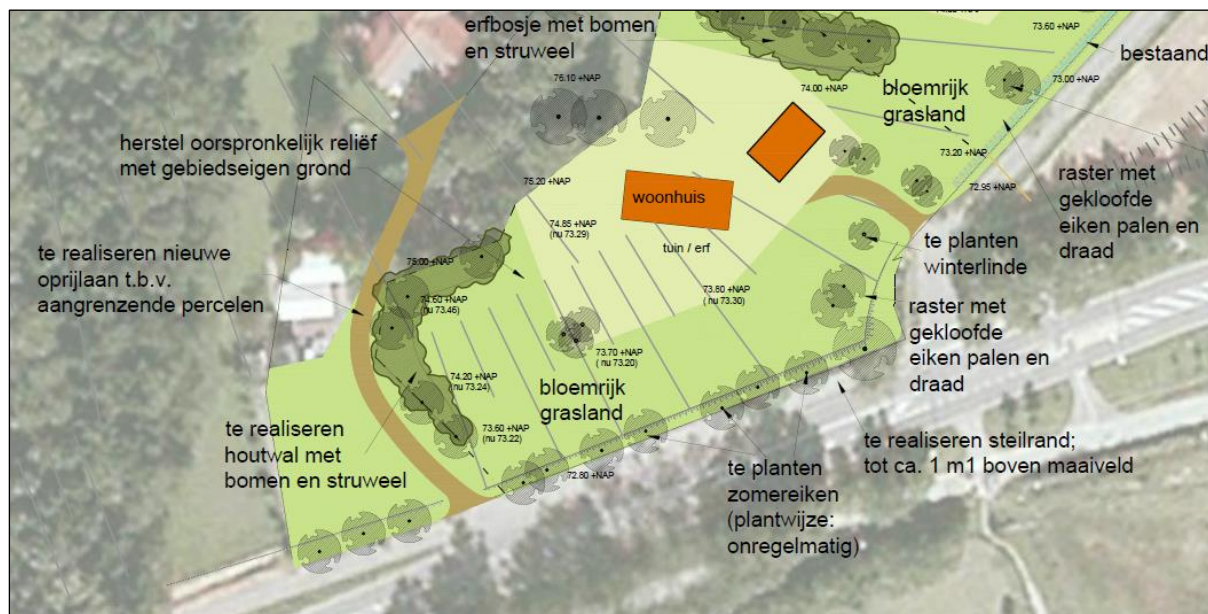 erfbosje met bomen
en struweel
76.10 +NAP
73.60 +NAP
bestaand
73.00 +NAP
74.00 +NAP
bloemrijk
grasland
herstel oorspronkelijk reliëf
met gebiedseigen grond
73.20 +NAP
72.95 +NAP
raster met
gekloofde
eiken palen en
draad
75.20 +NAP
woonhuis
74.85 +NAP
(nu 73.29)
tuin / erf
te realiseren nieuwe
oprijlaan t.b.v.
aangrenzende percelen
75.00 +NAP
te planten
winterlinde
74.60 +NAP
(nu 73.46)
73.80 +NAP
( nu 73.30)
raster met
gekloofde
eiken palen en
draad
73.70 +NAP
(nu 73.20)
74.20 +NAP
(nu 73.24)
bloemrijk
grasland
73.60 +NAP
(nu 73.22)
te realiseren
houtwal met
bomen en struweel
72.80 +NAP
te planten
zomereiken
(plantwijze:
onregelmatig)
te realiseren steilrand;
tot ca. 1 m1 boven maaiveld